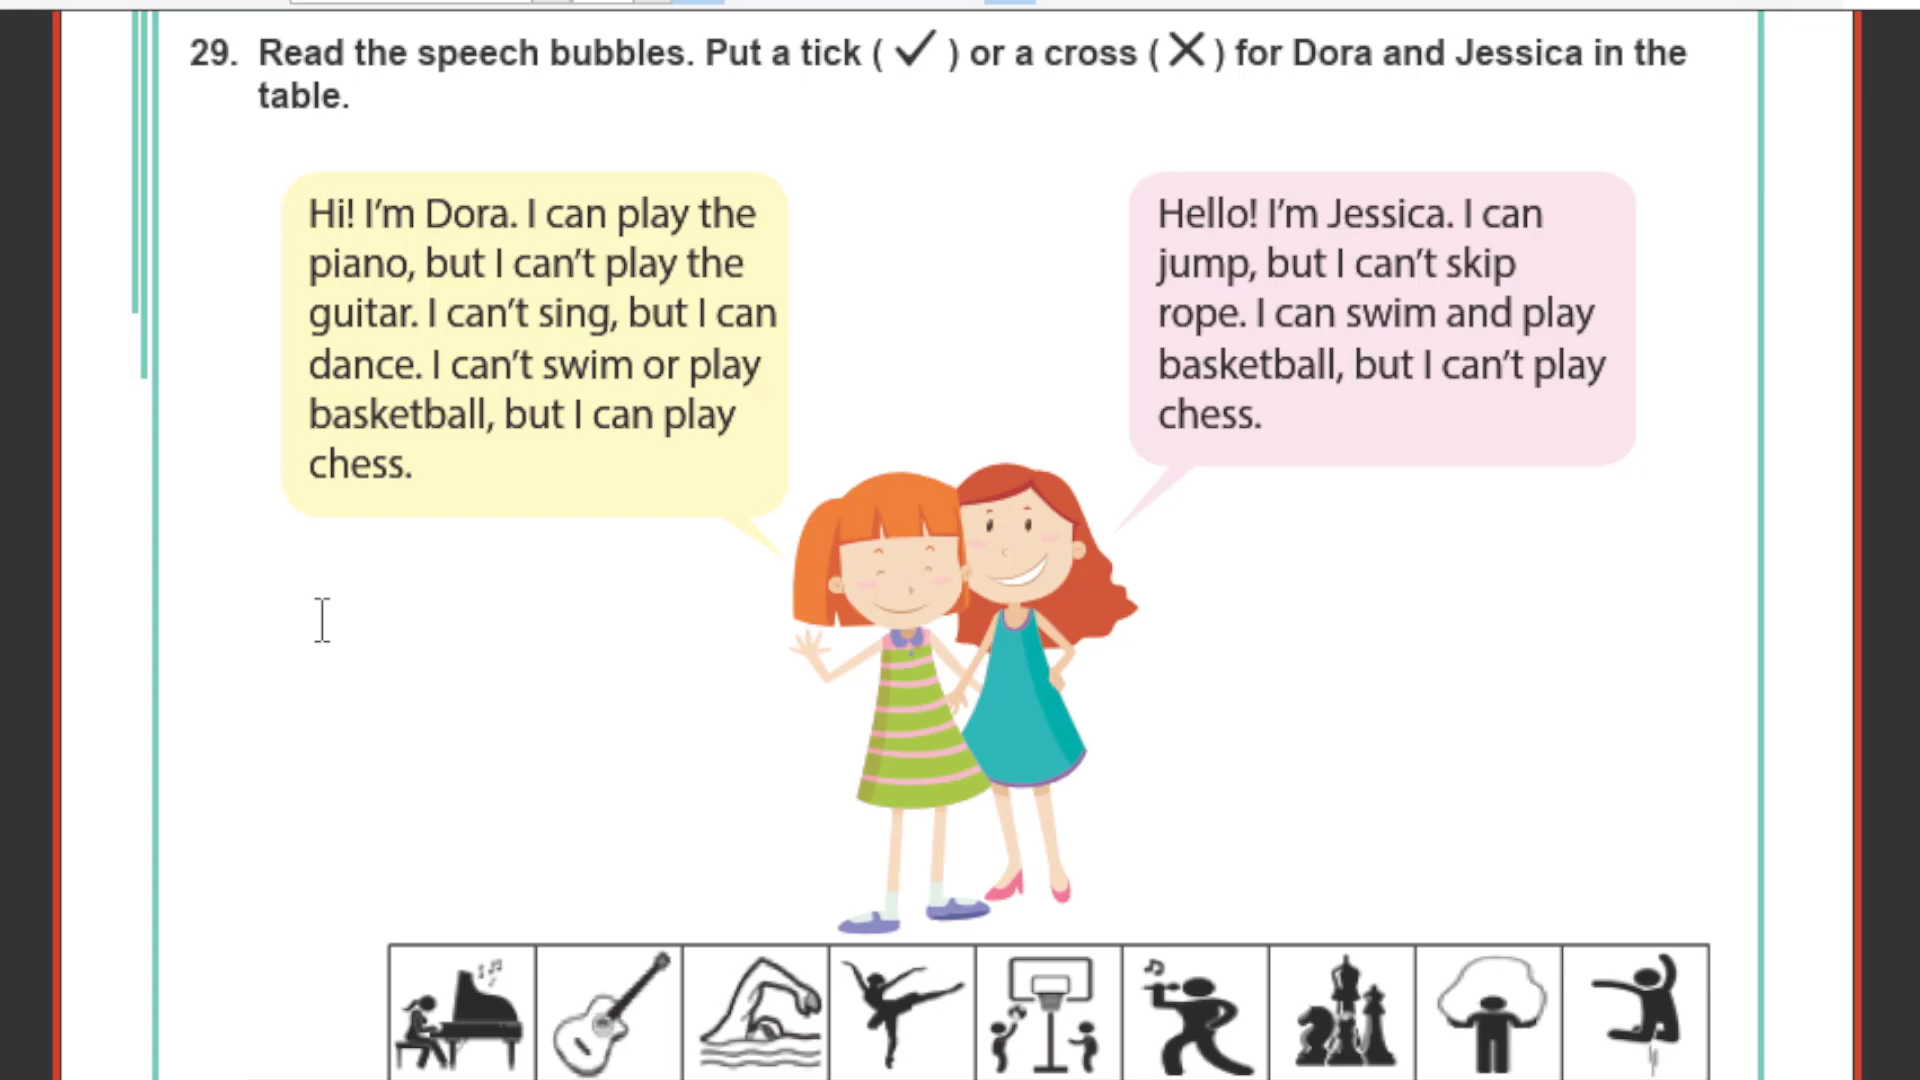 29. Read the speech bubbles. Put a tick ( ✓ ) or a cross ( ✕ ) for Dora and Jessica in the
table.
Hi! I'm Dora. I can play the
piano, but I can't play the
guitar. I can't sing, but I can
dance. I can't swim or play
basketball, but I can play
chess.
Hello! I'm Jessica. I can
jump, but I can't skip
rope. I can swim and play
basketball, but I can't play
chess.